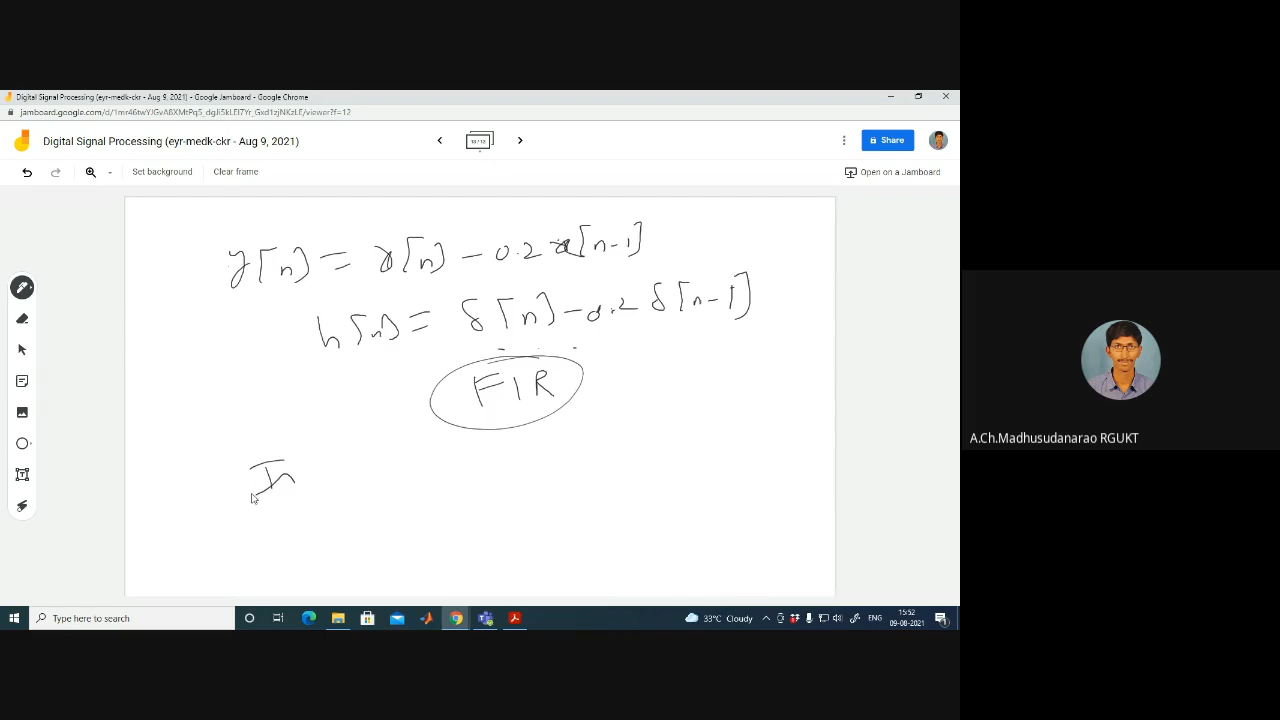 Digital Signal Processing (eyr-medk-ckr - Aug 9, 2021) - Google Jamboard - Google Chrome
Digital Signal Processing (eyr-medk-ckr - Aug 9, 2021)
Share
Set background
Clear frame
Open on a Jamboard
y[n] = x[n] - 0.2 x[n-1]
h[n] = δ[n] - 0.2 δ[n-1]
FIR
In
A.Ch.Madhusudanarao RGUKT
Type here to search
33°C Cloudy
ENG
15:52
09-08-2021